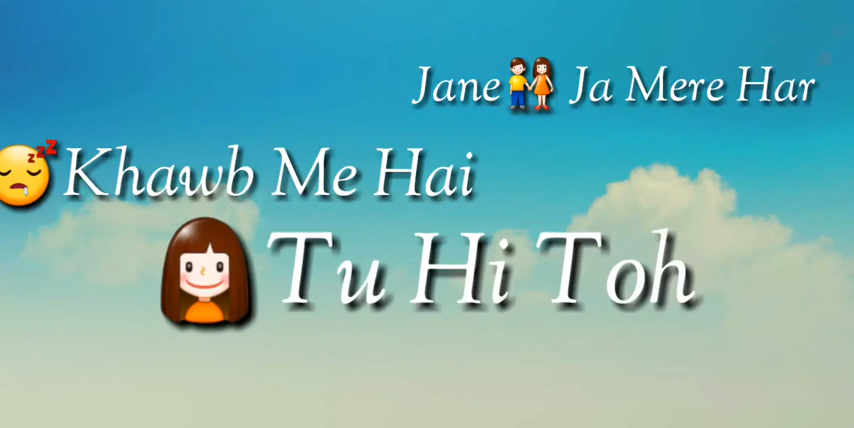 Jane👫 Ja Mere Har
😴Khawb Me Hai
👧Tu Hi Toh